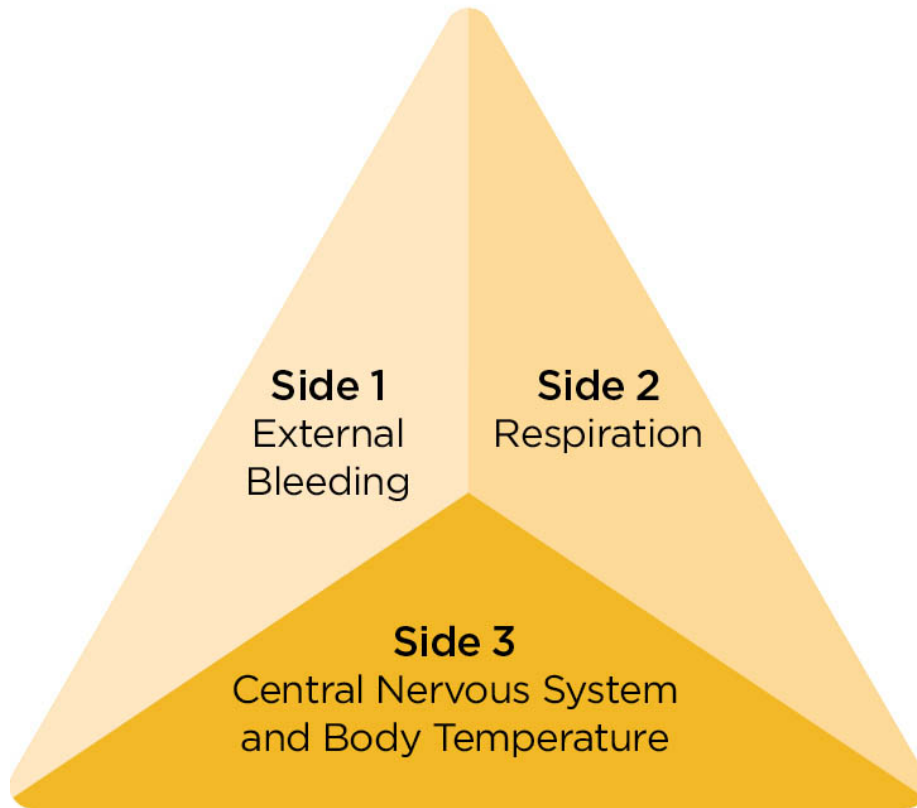 Side 1
External
Bleeding
Side 2
Respiration
Side 3
Central Nervous System
and Body Temperature